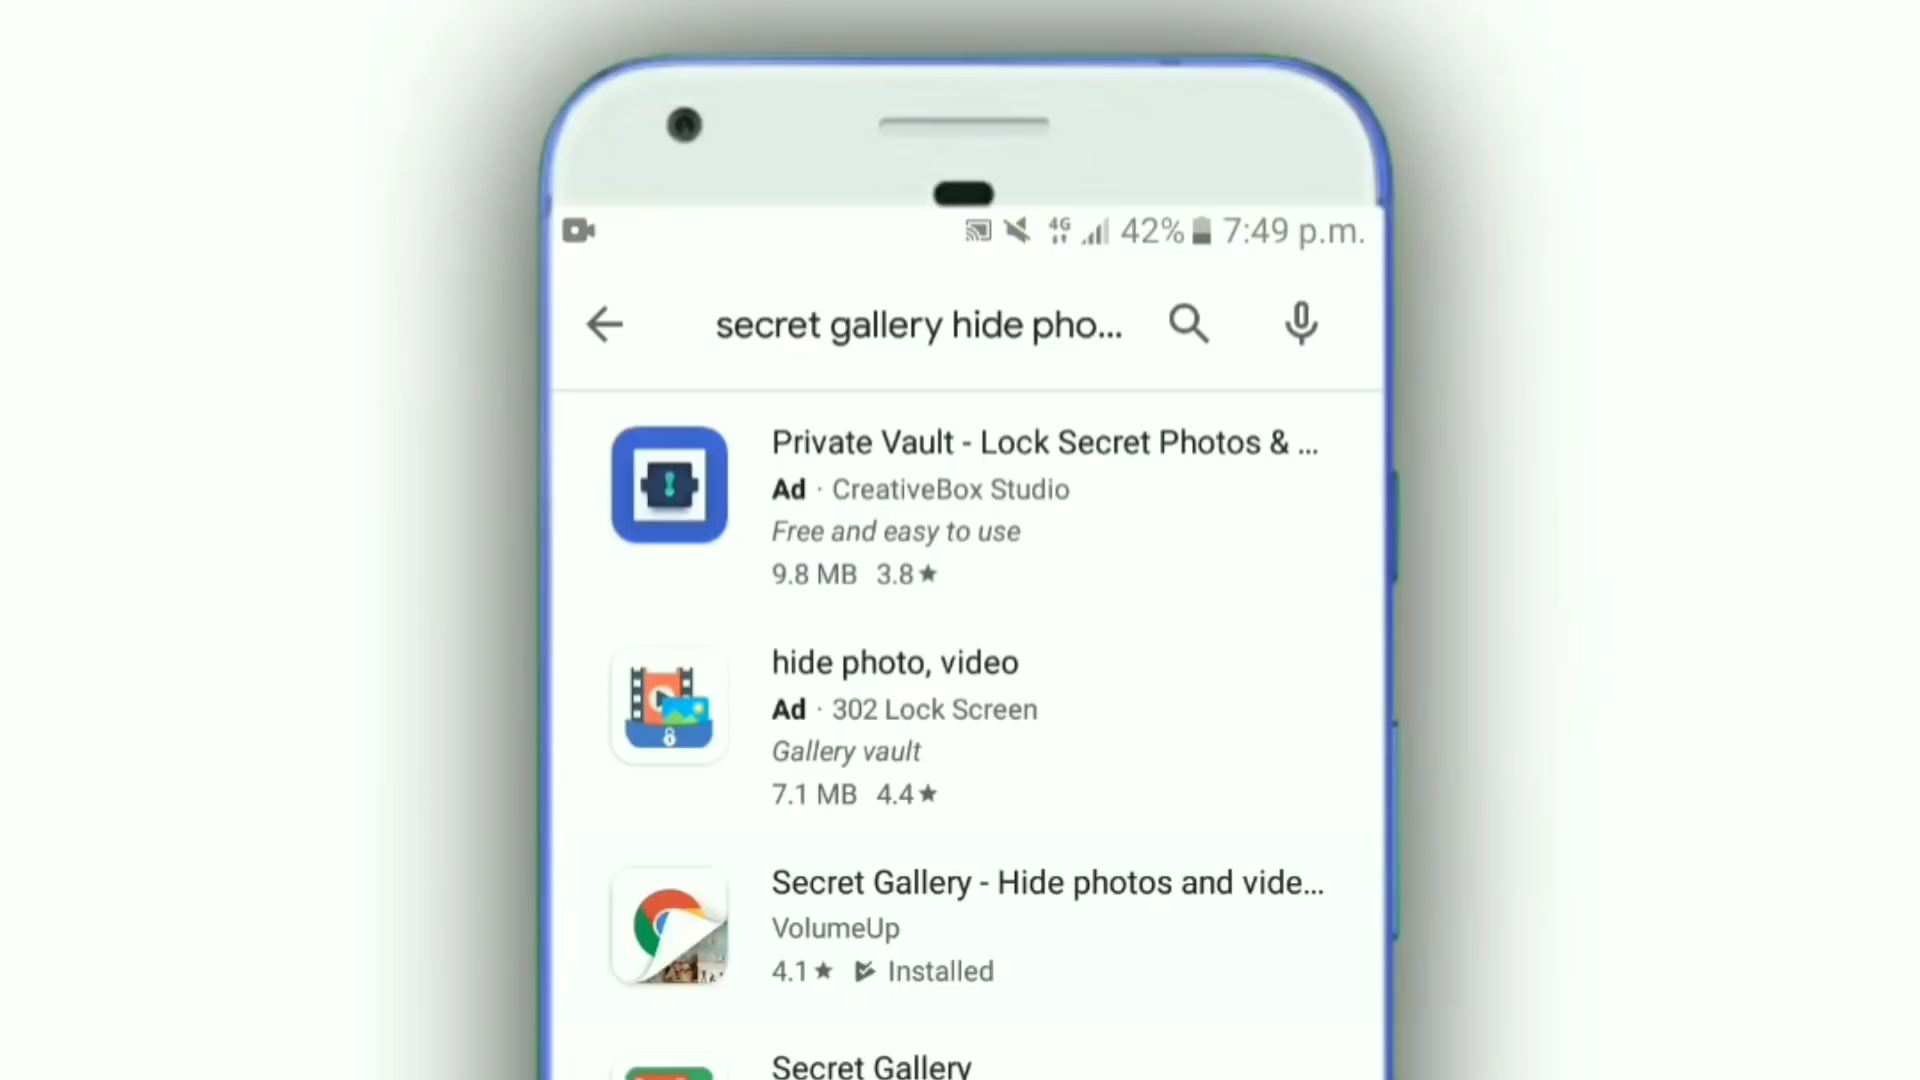 4G 42% 7:49 p.m.
secret gallery hide pho...
Private Vault - Lock Secret Photos & ...
Ad · CreativeBox Studio
Free and easy to use
9.8 MB 3.8★
hide photo, video
Ad · 302 Lock Screen
Gallery vault
7.1 MB 4.4★
Secret Gallery - Hide photos and vide...
VolumeUp
4.1★ Installed
Secret Gallery